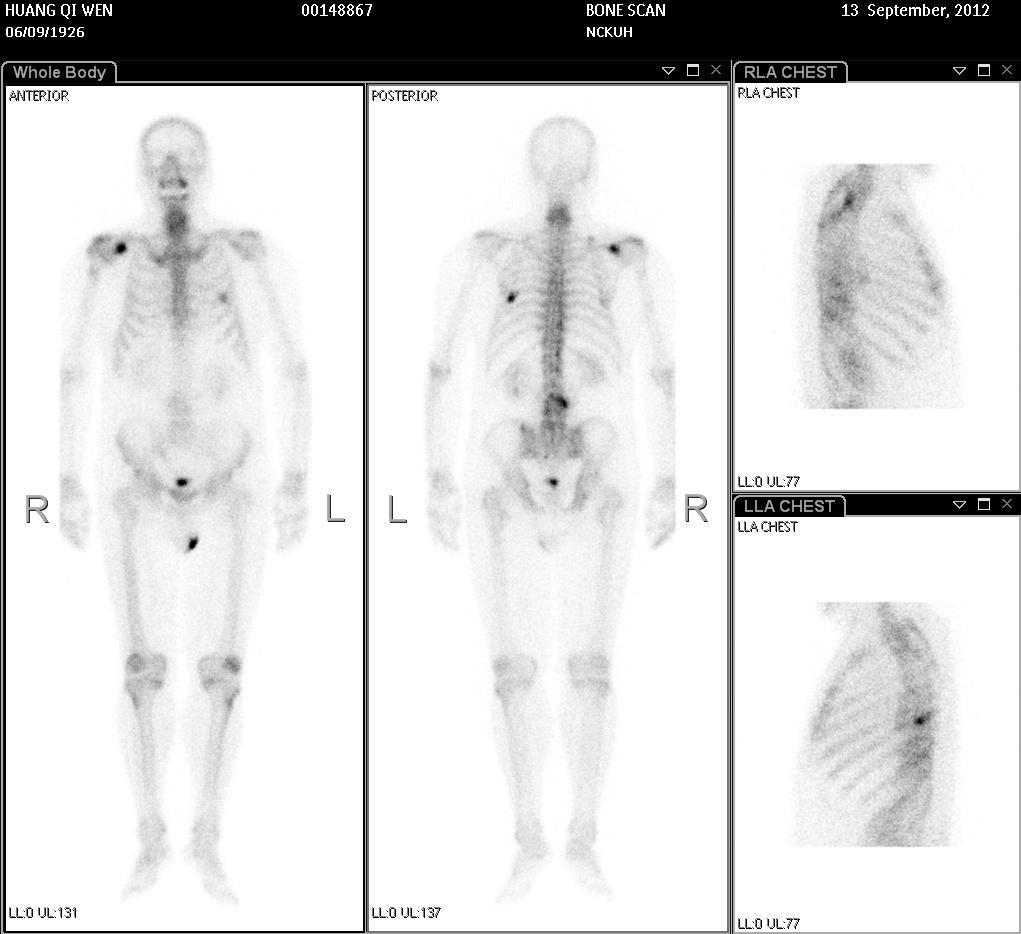 HUANG QI WEN 00148867 BONE SCAN 13 September, 2012
06/09/1926 NCKUH
Whole Body
ANTERIOR
POSTERIOR
R L
L R
LL:0 UL:131
LL:0 UL:137
RLA CHEST
RLA CHEST
LL:0 UL:77
LLA CHEST
LLA CHEST
LL:0 UL:77